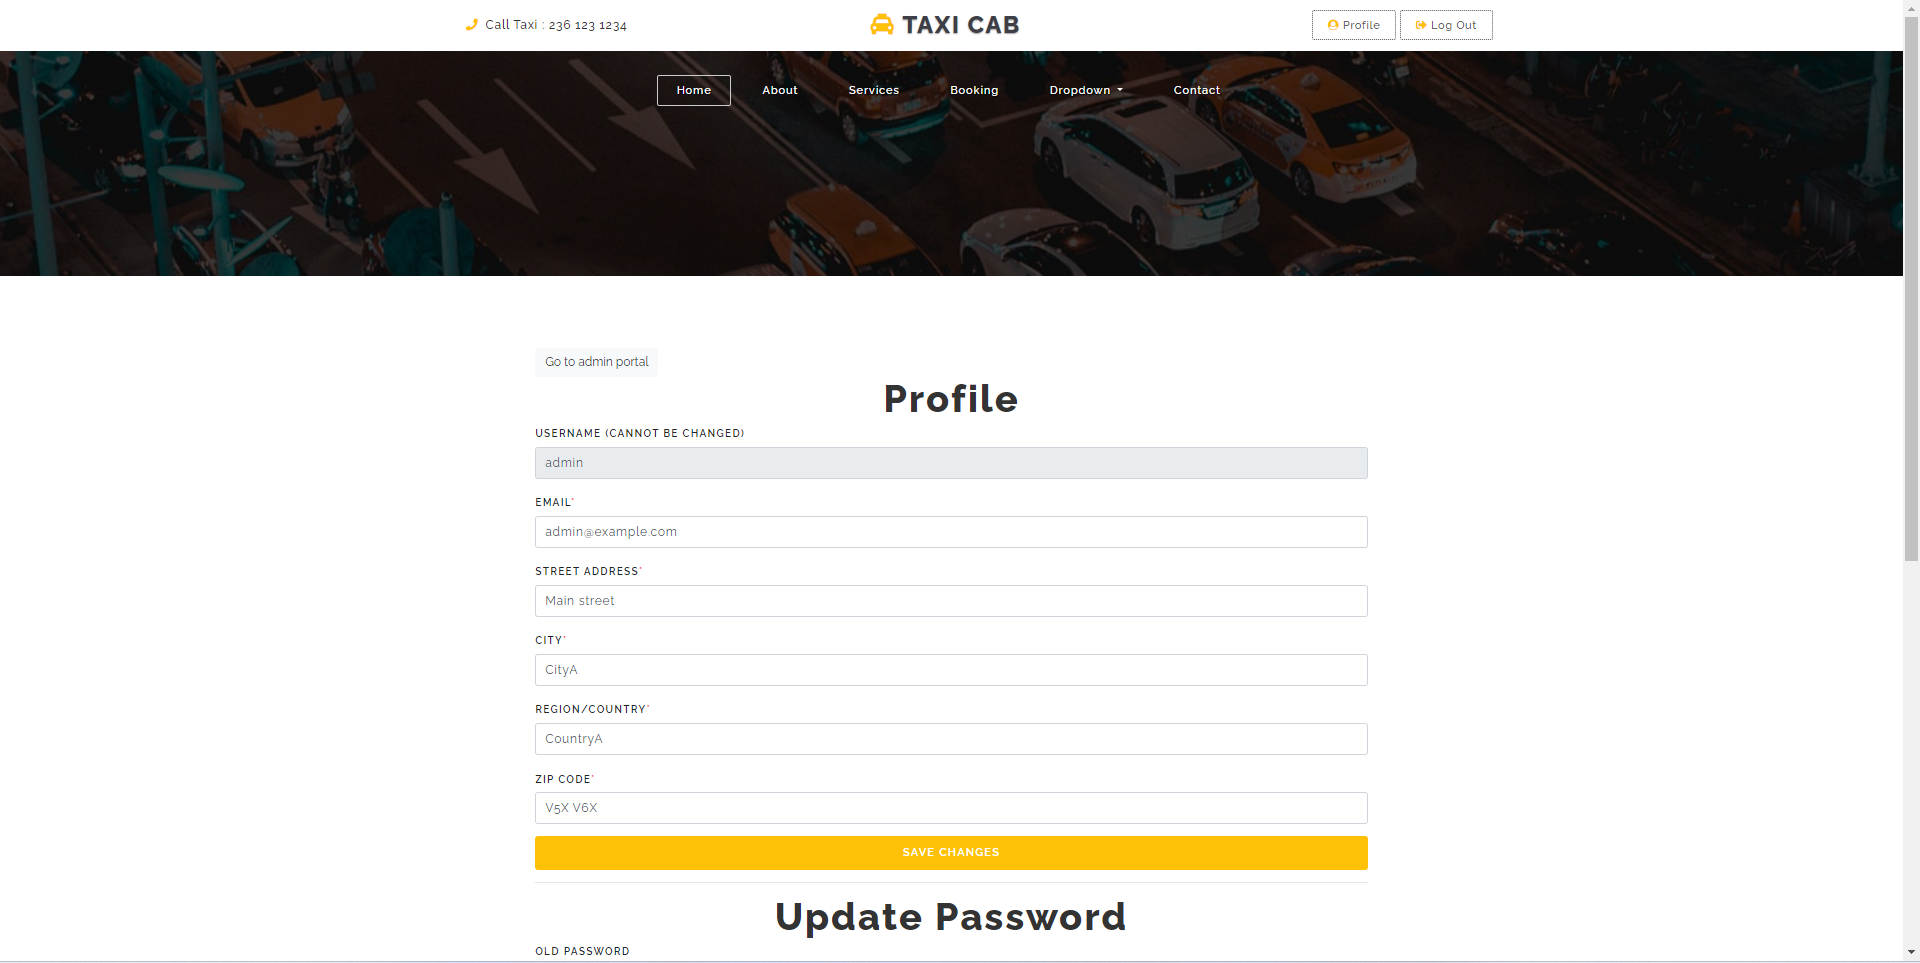 Call Taxi : 236 123 1234
TAXI CAB
Profile
Log Out
Home
About
Services
Booking
Dropdown
Contact
Go to admin portal
Profile
USERNAME (CANNOT BE CHANGED)
admin
EMAIL*
admin@example.com
STREET ADDRESS*
Main street
CITY*
CityA
REGION/COUNTRY*
CountryA
ZIP CODE*
V5X V6X
SAVE CHANGES
Update Password
OLD PASSWORD